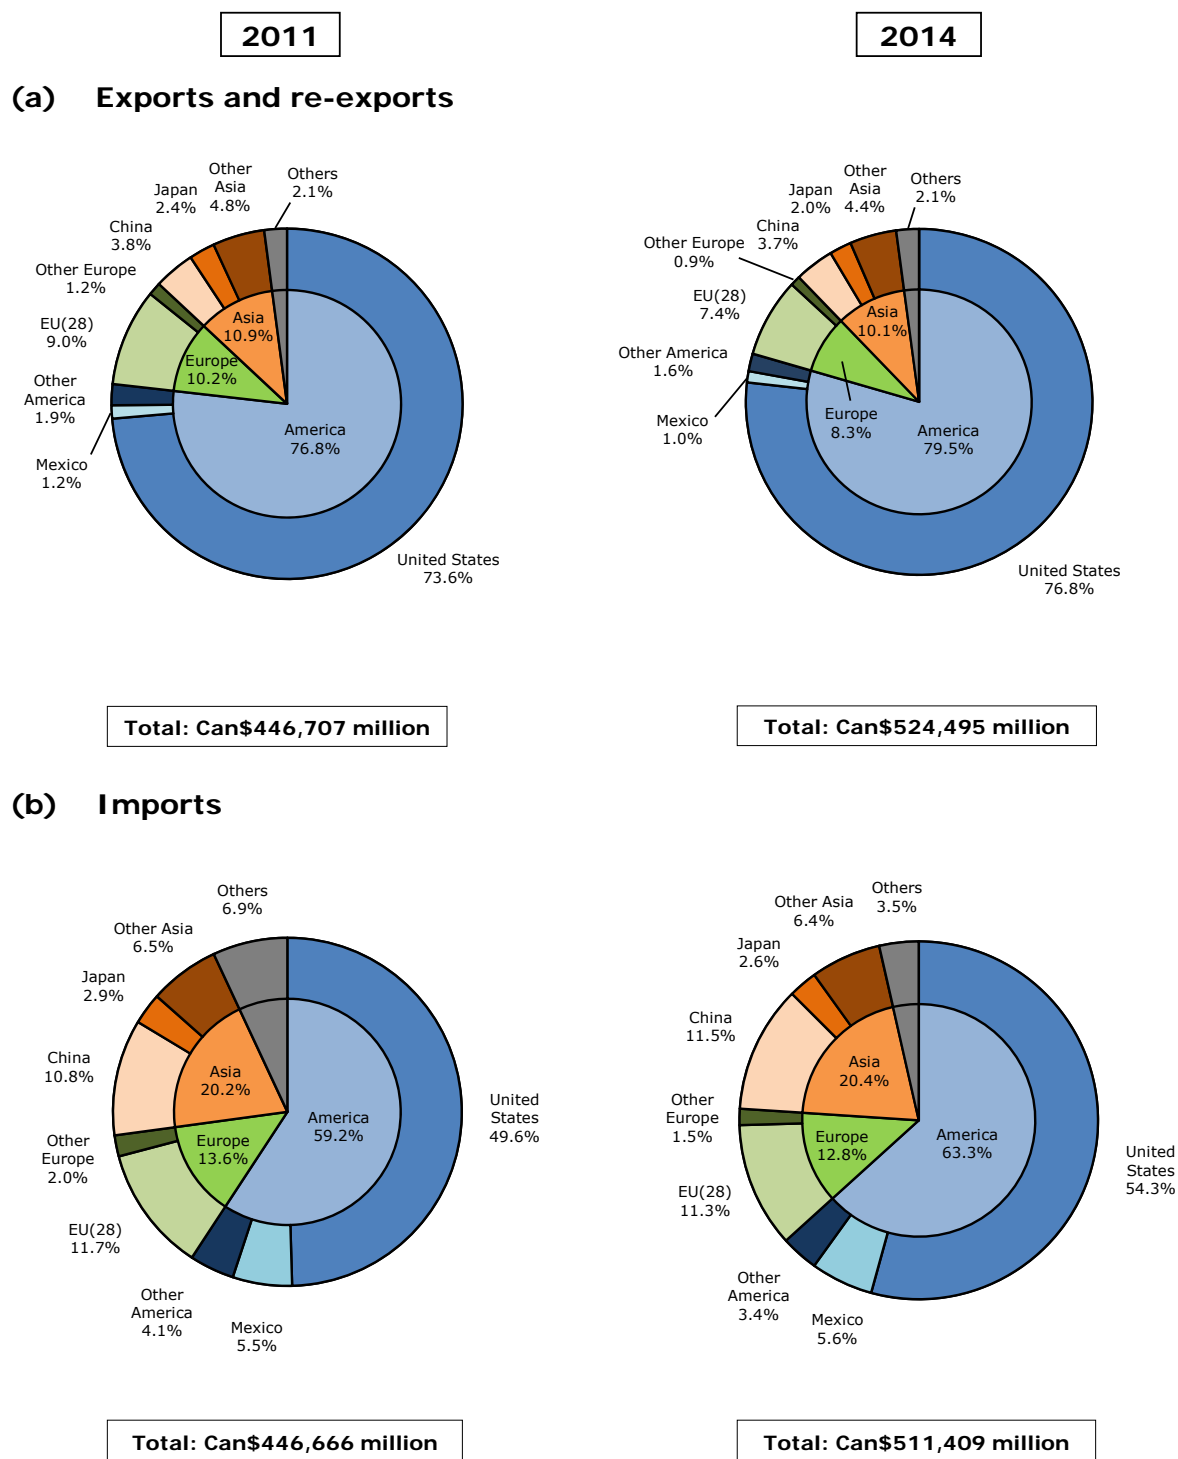 2011
2014
(a) Exports and re-exports
Other
Asia
4.8%
Japan
2.4%
Others
2.1%
China
3.8%
Other Europe
1.2%
EU(28)
9.0%
Other
America
1.9%
Mexico
1.2%
Asia
10.9%
Europe
10.2%
America
76.8%
United States
73.6%
Other
Asia
4.4%
Japan
2.0%
Others
2.1%
China
3.7%
Other Europe
0.9%
EU(28)
7.4%
Other America
1.6%
Mexico
1.0%
Asia
10.1%
Europe
8.3%
America
79.5%
United States
76.8%
Total: Can$446,707 million
Total: Can$524,495 million
(b) Imports
Others
6.9%
Other Asia
6.5%
Japan
2.9%
China
10.8%
Other
Europe
2.0%
EU(28)
11.7%
Other
America
4.1%
Mexico
5.5%
Asia
20.2%
Europe
13.6%
America
59.2%
United
States
49.6%
Others
3.5%
Other Asia
6.4%
Japan
2.6%
China
11.5%
Other
Europe
1.5%
EU(28)
11.3%
Other
America
3.4%
Mexico
5.6%
Asia
20.4%
Europe
12.8%
America
63.3%
United
States
54.3%
Total: Can$446,666 million
Total: Can$511,409 million